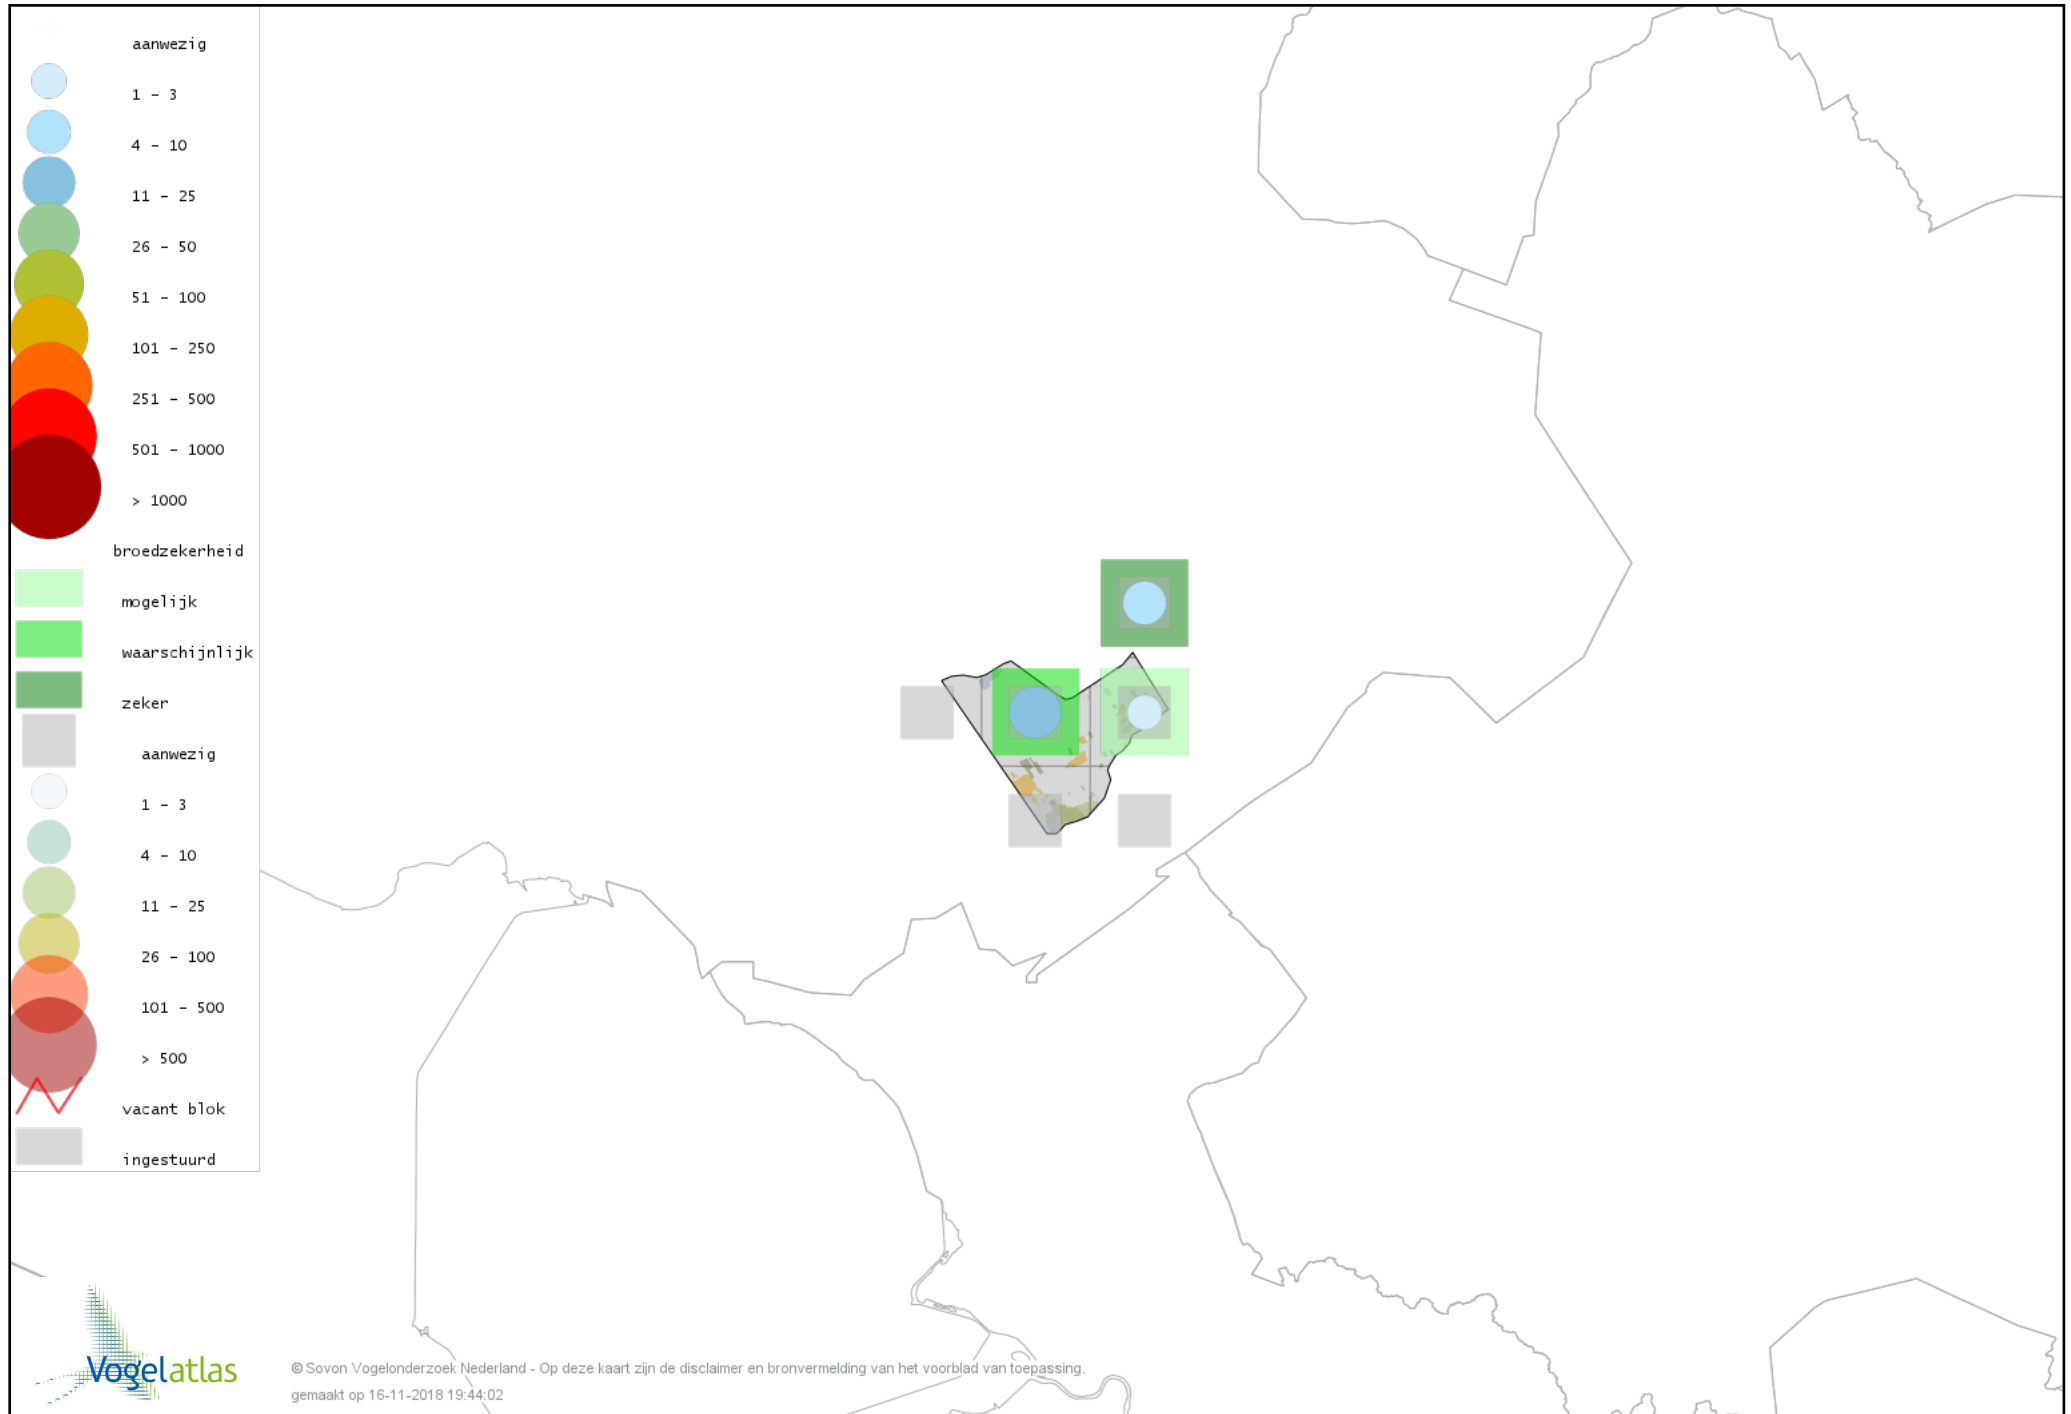 aanwezig
1 - 3
4 - 10
11 - 25
26 - 50
51 - 100
101 - 250
251 - 500
501 - 1000
> 1000
broedzekerheid
mogelijk
waarschijnlijk
zeker
aanwezig
1 - 3
4 - 10
11 - 25
26 - 100
101 - 500
> 500
vacant blok
ingestuurd
Vogelatlas
© Sovon Vogelonderzoek Nederland - Op deze kaart zijn de disclaimer en bronvermelding van het voorblad van toepassing.
gemaakt op 16-11-2018 19:44:02